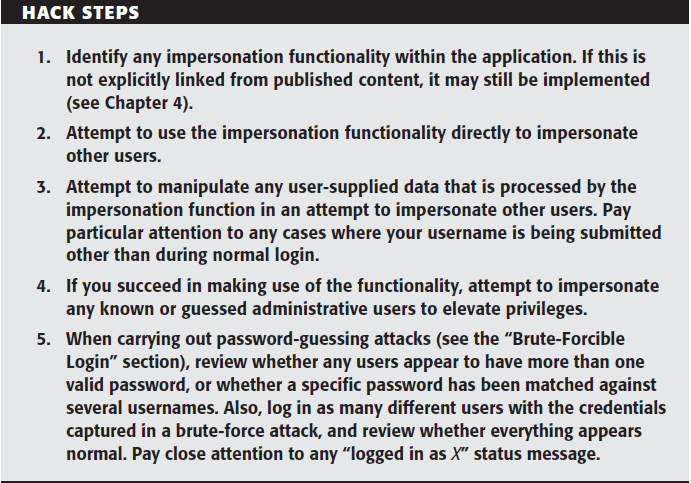 HACK STEPS
1. Identify any impersonation functionality within the application. If this is
not explicitly linked from published content, it may still be implemented
(see Chapter 4).
2. Attempt to use the impersonation functionality directly to impersonate
other users.
3. Attempt to manipulate any user-supplied data that is processed by the
impersonation function in an attempt to impersonate other users. Pay
particular attention to any cases where your username is being submitted
other than during normal login.
4. If you succeed in making use of the functionality, attempt to impersonate
any known or guessed administrative users to elevate privileges.
5. When carrying out password-guessing attacks (see the “Brute-Forcible
Login” section), review whether any users appear to have more than one
valid password, or whether a specific password has been matched against
several usernames. Also, log in as many different users with the credentials
captured in a brute-force attack, and review whether everything appears
normal. Pay close attention to any “logged in as X” status message.